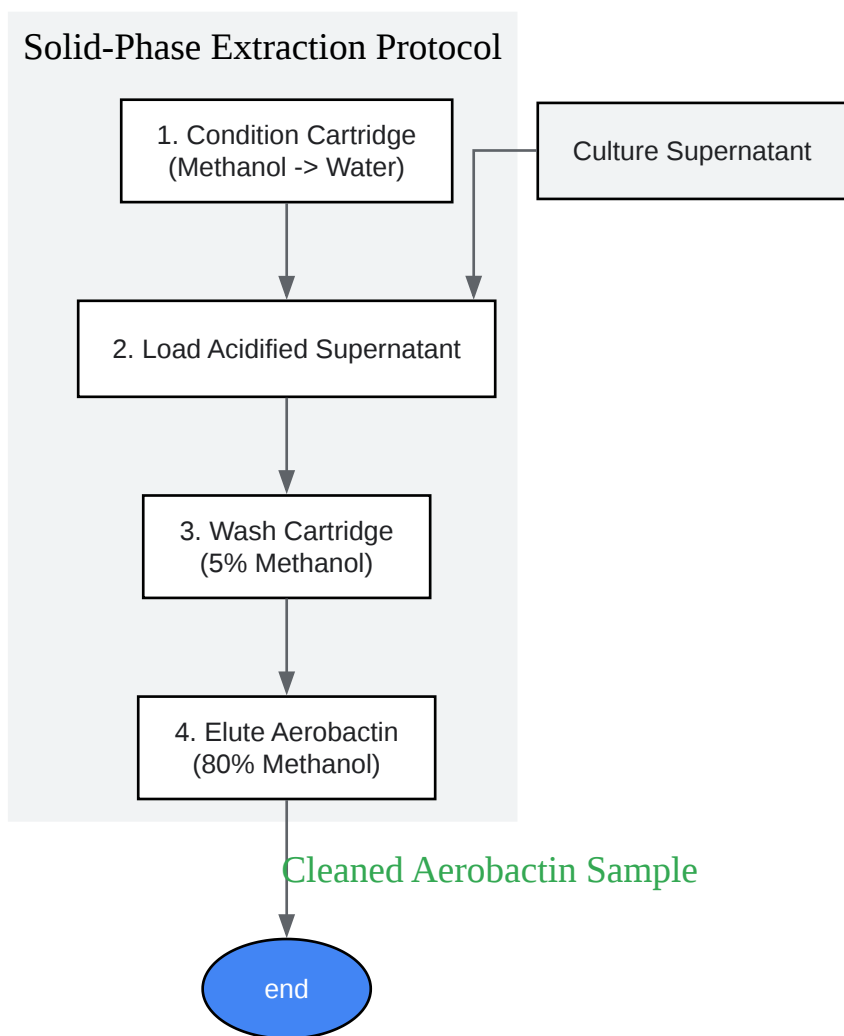 Solid-Phase Extraction Protocol
1. Condition Cartridge
(Methanol -> Water)
Culture Supernatant
2. Load Acidified Supernatant
3. Wash Cartridge
(5% Methanol)
4. Elute Aerobactin
(80% Methanol)
Cleaned Aerobactin Sample
end